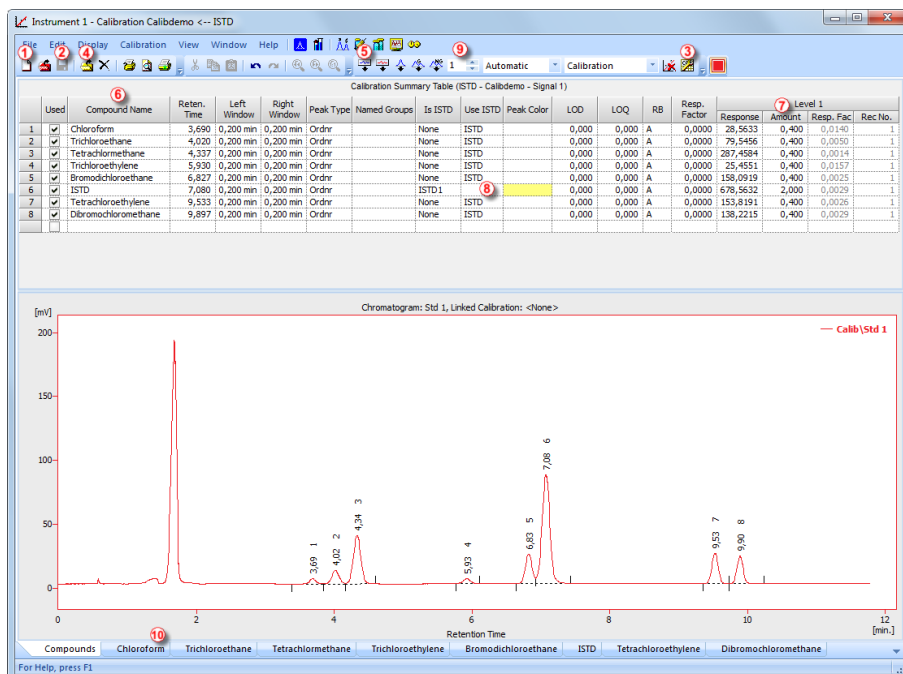 Instrument 1 - Calibration Calibdemo <-- ISTD
File Edit Display Calibration View Window Help
1 2 4 5 9 3
1 Automatic Calibration
Calibration Summary Table (ISTD - Calibdemo - Signal 1)
6 7
Used Compound Name Reten. Time Left Window Right Window Peak Type Named Groups Is ISTD Use ISTD Peak Color LOD LOQ RB Resp. Factor Level 1
Response Amount Resp. Fac Rec No.
1 Chloroform 3,690 0,200 min 0,200 min Ordnr None ISTD 0,000 0,000 A 0,0000 28,5633 0,400 0,0140 1
2 Trichloroethane 4,020 0,200 min 0,200 min Ordnr None ISTD 0,000 0,000 A 0,0000 79,5456 0,400 0,0050 1
3 Tetrachlormethane 4,337 0,200 min 0,200 min Ordnr None ISTD 0,000 0,000 A 0,0000 287,4584 0,400 0,0014 1
4 Trichloroethylene 5,930 0,200 min 0,200 min Ordnr None ISTD 0,000 0,000 A 0,0000 25,4551 0,400 0,0157 1
5 Bromodichloroethane 6,827 0,200 min 0,200 min Ordnr None ISTD 0,000 0,000 A 0,0000 158,0919 0,400 0,0025 1
6 ISTD 7,080 0,200 min 0,200 min Ordnr ISTD1 8 0,000 0,000 A 0,0000 678,5632 2,000 0,0029 1
7 Tetrachloroethylene 9,533 0,200 min 0,200 min Ordnr None ISTD 0,000 0,000 A 0,0000 153,8191 0,400 0,0026 1
8 Dibromochloromethane 9,897 0,200 min 0,200 min Ordnr None ISTD 0,000 0,000 A 0,0000 138,2215 0,400 0,0029 1
Chromatogram: Std 1, Linked Calibration: <None>
[mV]
Calib\Std 1
200
150
100
50
0
3,69 1
4,02 2
4,34 3
5,93 4
6,83 5
7,08 6
9,53 7
9,90 8
0 2 4 6 8 10 12
Retention Time
[min.]
10
Compounds Chloroform Trichloroethane Tetrachlormethane Trichloroethylene Bromodichloroethane ISTD Tetrachloroethylene Dibromochloromethane
For Help, press F1